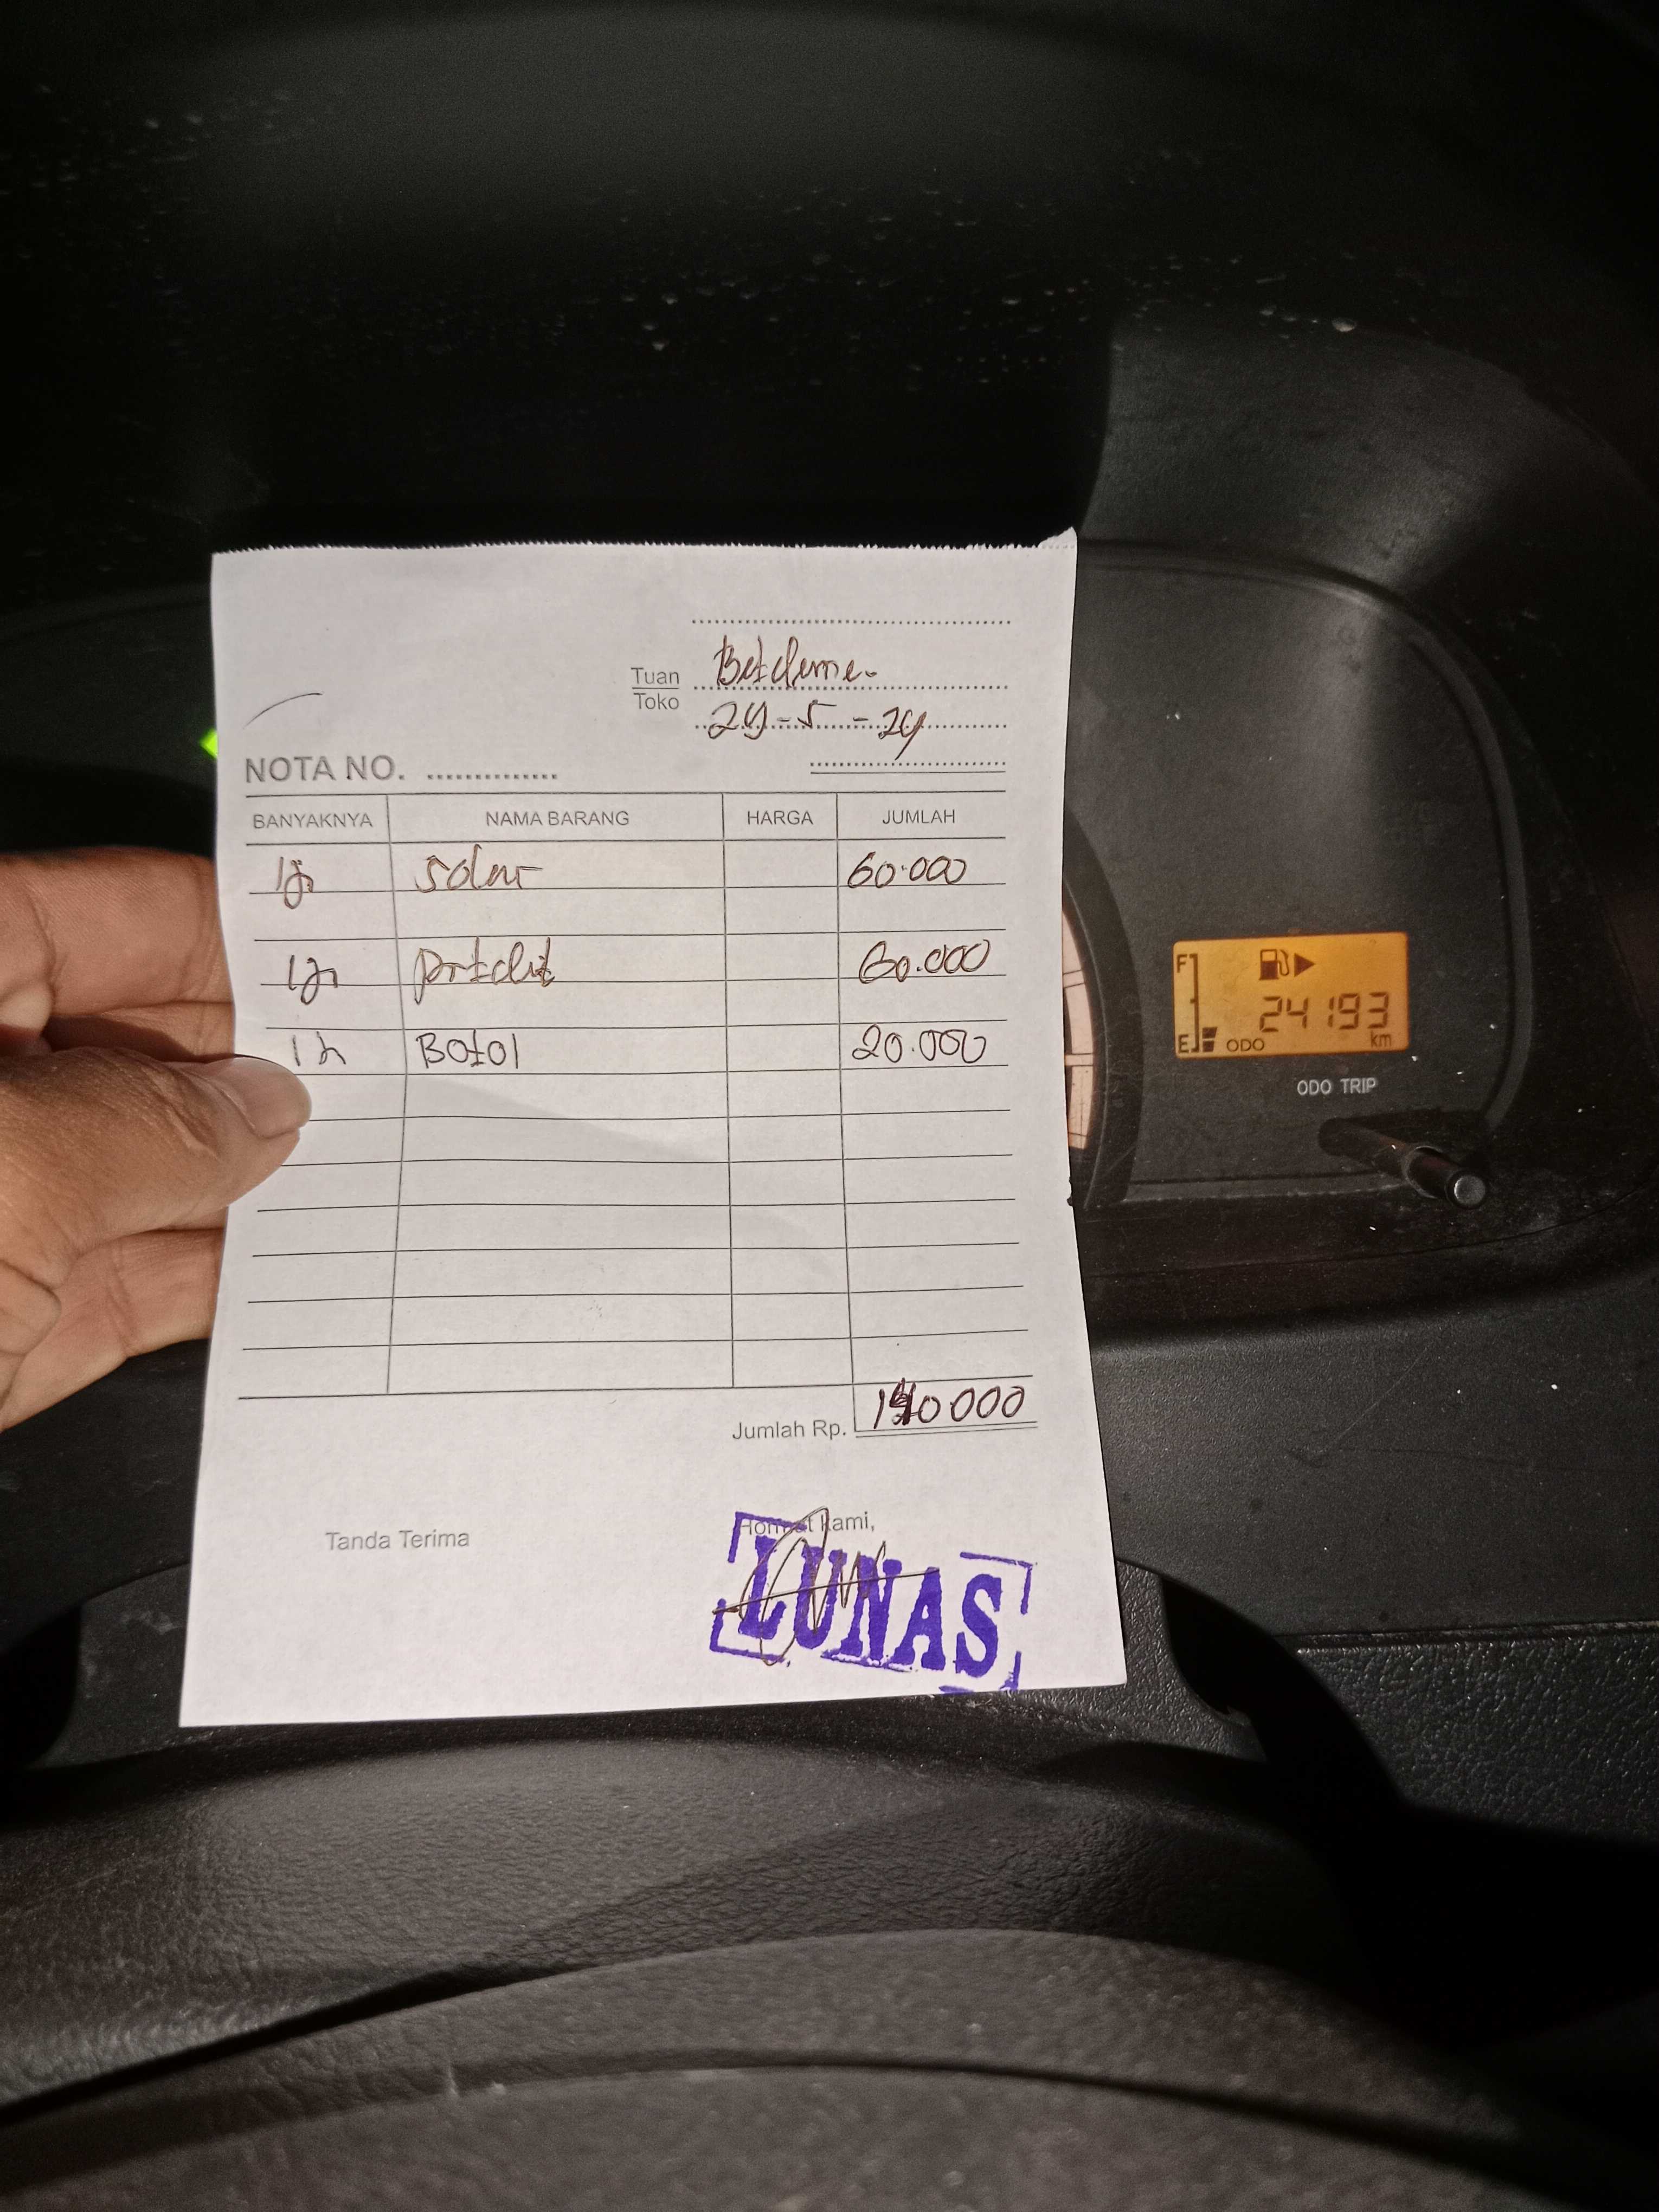 Tuan
Toko
24-5-24
NOTA NO.
BANYAKNYA NAMA BARANG HARGA JUMLAH
Solar 60.000
60.000
Botol 20.000
Jumlah Rp. 140000
Tanda Terima Hormat kami,
LUNAS
F
24193
E ODO km
ODO TRIP